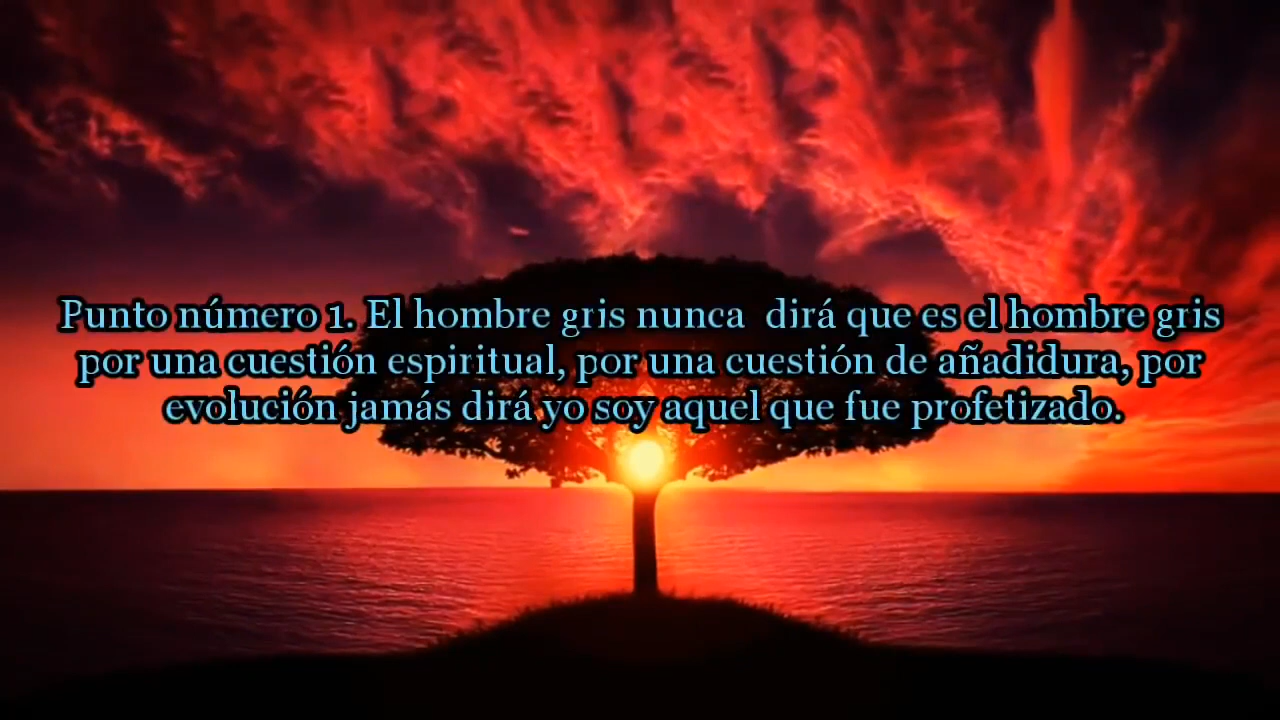 Punto número 1. El hombre gris nunca  dirá que es el hombre gris
por una cuestión espiritual, por una cuestión de añadidura, por
evolución jamás dirá yo soy aquel que fue profetizado.